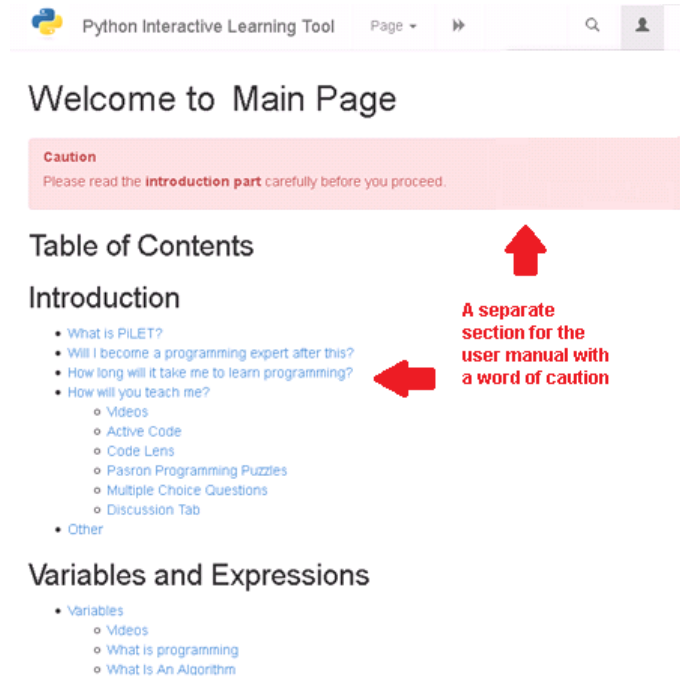 Python Interactive Learning Tool Page
Welcome to Main Page
Caution
Please read the introduction part carefully before you proceed.
Table of Contents
Introduction
What is PiLET?
Will I become a programming expert after this?
How long will it take me to learn programming?
How will you teach me?
Videos
Active Code
Code Lens
Pasron Programming Puzzles
Multiple Choice Questions
Discussion Tab
Other
A separate
section for the
user manual with
a word of caution
Variables and Expressions
Variables
Videos
What is programming
What Is An Algorithm